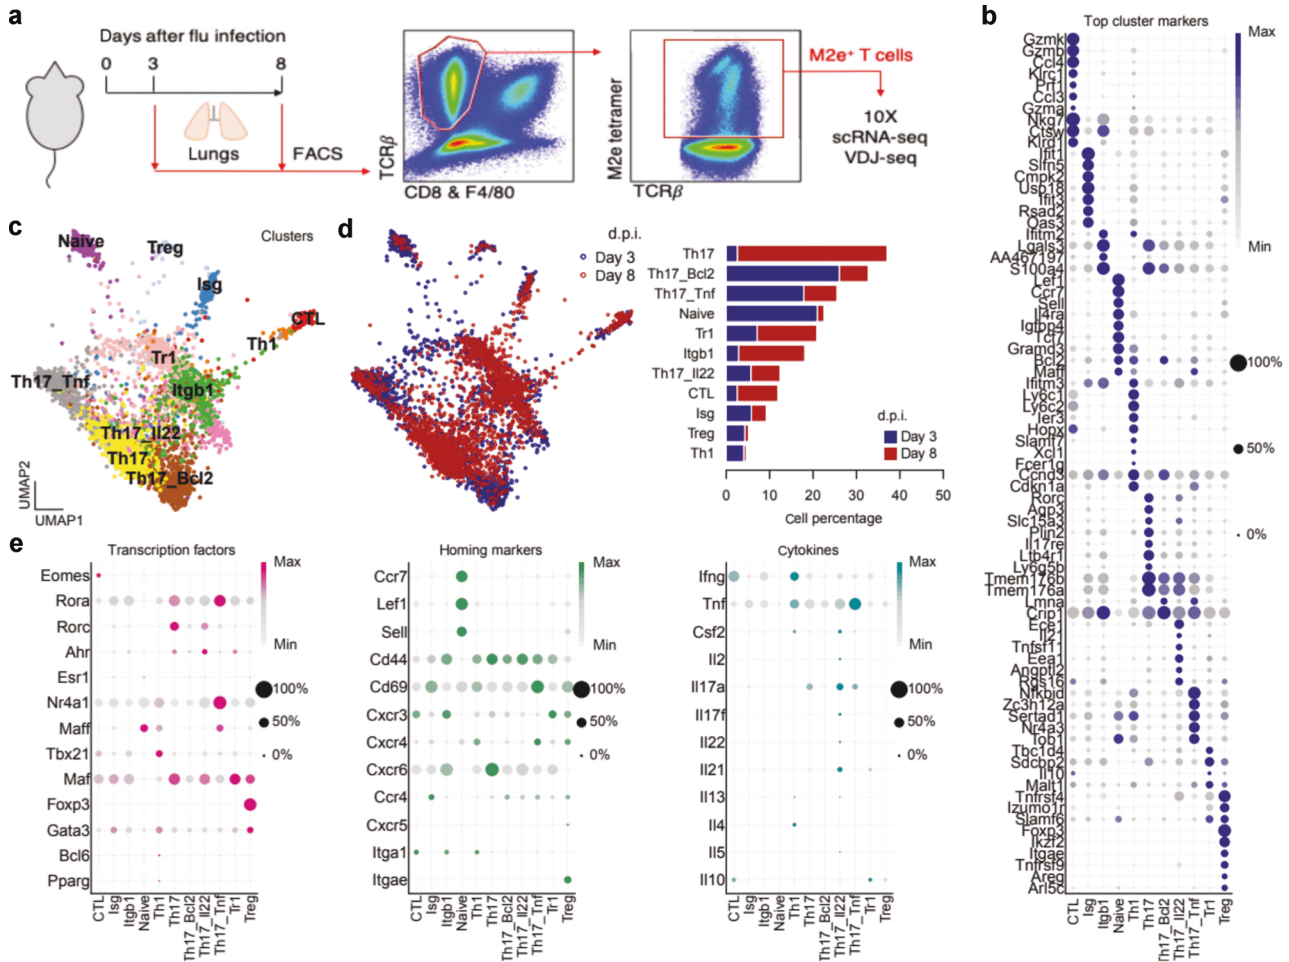 a
Days after flu infection
0 3 8
Lungs
FACS
TCRβ
CD8 & F4/80
M2e tetramer
TCRβ
M2e⁺ T cells
10X
scRNA-seq
VDJ-seq
b
Top cluster markers
Gzmk
Gzmb
Ccl4
Klrc1
Prf1
Ccl3
Gzma
Nkg7
Ctsw
Klrg1
Ifit1
Slfn5
Cmpk2
Usp18
Ifit3
Rsad2
Oas3
Ifitm2
Lgals3
AA467197
S100a4
Lef1
Ccr7
Sell
Il4ra
Igfbp4
Tcf7
Gramd3
Bcl2
Maff
Ifitm3
Ly6c1
Ly6c2
Ier3
Hopx
Slamf7
Xcl1
Fcer1g
Ccnd3
Cdkn1a
Rorc
Aqp3
Slc15a3
Plin2
Il17re
Ltb4r1
Ly6g5b
Tmem176b
Tmem176a
Lmna
Crip1
Ece1
Il21
Tnfsf11
Eea1
Angptl2
Rgs16
Nfkbid
Zc3h12a
Sertad1
Nr4a3
Tob1
Tbc1d4
Sdcbp2
Il10
Malt1
Tnfrsf4
Izumo1r
Slamf6
Foxp3
Ikzf2
Itgae
Tnfrsf9
Areg
Arl5c
CTL
Isg
Itgb1
Naive
Th1
Th17
Th17_Bcl2
Th17_Il22
Th17_Tnf
Tr1
Treg
Max
Min
100%
50%
0%
c
Clusters
Naive
Treg
Isg
CTL
Th1
Tr1
Th17_Tnf
Itgb1
Th17_Il22
Th17
Th17_Bcl2
UMAP2
UMAP1
d
d.p.i.
Day 3
Day 8
Th17
Th17_Bcl2
Th17_Tnf
Naive
Tr1
Itgb1
Th17_Il22
CTL
Isg
Treg
Th1
d.p.i.
Day 3
Day 8
0 10 20 30 40 50
Cell percentage
e
Transcription factors
Eomes
Rora
Rorc
Ahr
Esr1
Nr4a1
Maff
Tbx21
Maf
Foxp3
Gata3
Bcl6
Pparg
CTL
Isg
Itgb1
Naive
Th1
Th17
Th17_Bcl2
Th17_Il22
Th17_Tnf
Tr1
Treg
Max
Min
100%
50%
0%
Homing markers
Ccr7
Lef1
Sell
Cd44
Cd69
Cxcr3
Cxcr4
Cxcr6
Ccr4
Cxcr5
Itga1
Itgae
CTL
Isg
Itgb1
Naive
Th1
Th17
Th17_Bcl2
Th17_Il22
Th17_Tnf
Tr1
Treg
Max
Min
100%
50%
0%
Cytokines
Ifng
Tnf
Csf2
Il2
Il17a
Il17f
Il22
Il21
Il13
Il4
Il5
Il10
CTL
Isg
Itgb1
Naive
Th1
Th17
Th17_Bcl2
Th17_Il22
Th17_Tnf
Tr1
Treg
Max
Min
100%
50%
0%